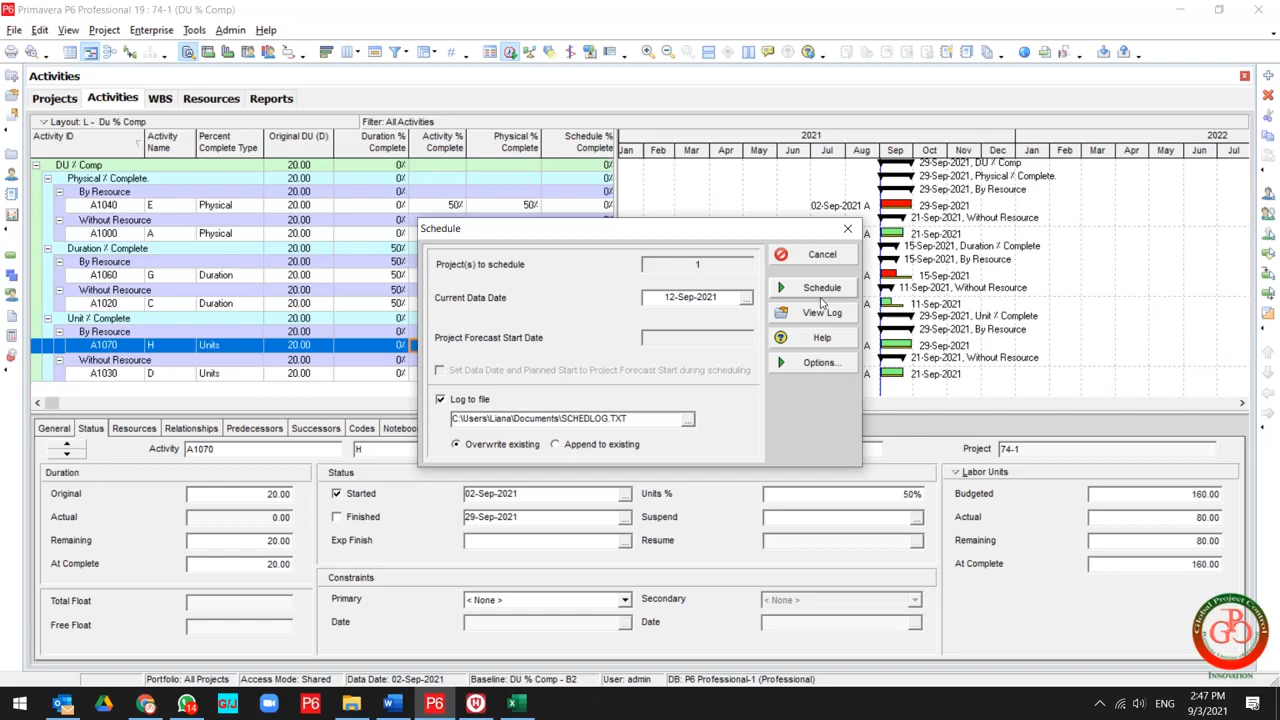 Primavera P6 Professional 19 : 74-1 (DU % Comp)
File Edit View Project Enterprise Tools Admin Help
Activities
Projects Activities WBS Resources Reports
Layout: L - Du % Comp Filter: All Activities
Activity ID Activity Name Percent Complete Type Original DU (D) Duration % Complete Activity % Complete Physical % Complete Schedule % Complete
2021 2022
Jan Feb Mar Apr May Jun Jul Aug Sep Oct Nov Dec Jan Feb Mar Apr May Jun Jul
DU % Comp 20.00 0% 0% 0% 0% 29-Sep-2021, DU % Comp
Physical % Complete. 20.00 0% 0% 0% 29-Sep-2021, Physical % Complete.
By Resource 20.00 0% 0% 0% 29-Sep-2021, By Resource
A1040 E Physical 20.00 0% 50% 50% 0% 02-Sep-2021 A 29-Sep-2021
Without Resource 20.00 0% 0% 0% 21-Sep-2021, Without Resource
A1000 A Physical 20.00 21-Sep-2021
Duration % Complete 20.00 50% 15-Sep-2021, Duration % Complete
By Resource 20.00 50% 15-Sep-2021, By Resource
A1060 G Duration 20.00 50% A 15-Sep-2021
Without Resource 20.00 50% 11-Sep-2021, Without Resource
A1020 C Duration 20.00 50% A 11-Sep-2021
Unit % Complete 20.00 0% 29-Sep-2021, Unit % Complete
By Resource 20.00 0% 29-Sep-2021, By Resource
A1070 H Units 20.00 0% A 29-Sep-2021
Without Resource 20.00 0% 21-Sep-2021, Without Resource
A1030 D Units 20.00 0% A 21-Sep-2021
Schedule
Project(s) to schedule 1
Current Data Date 12-Sep-2021 ...
Project Forecast Start Date
Set Data Date and Planned Start to Project Forecast Start during scheduling
Log to file
C:\Users\Liana\Documents\SCHEDLOG.TXT ...
Overwrite existing Append to existing
Cancel
Schedule
View Log
Help
Options...
General Status Resources Relationships Predecessors Successors Codes Noteboo
Activity A1070 H Project 74-1
Duration
Original 20.00
Actual 0.00
Remaining 20.00
At Complete 20.00
Total Float
Free Float
Status
Started 02-Sep-2021 ... Units % 50%
Finished 29-Sep-2021 ... Suspend ...
Exp Finish ... Resume ...
Constraints
Primary < None > Secondary < None >
Date ... Date ...
Labor Units
Budgeted 160.00
Actual 80.00
Remaining 80.00
At Complete 160.00
Global Project Control
GPC
INNOVATION
Portfolio: All Projects Access Mode: Shared Data Date: 02-Sep-2021 Baseline: DU % Comp - B2 User: admin DB: P6 Professional-1 (Professional)
14 G/J P6 P6
ENG 2:47 PM
9/3/2021